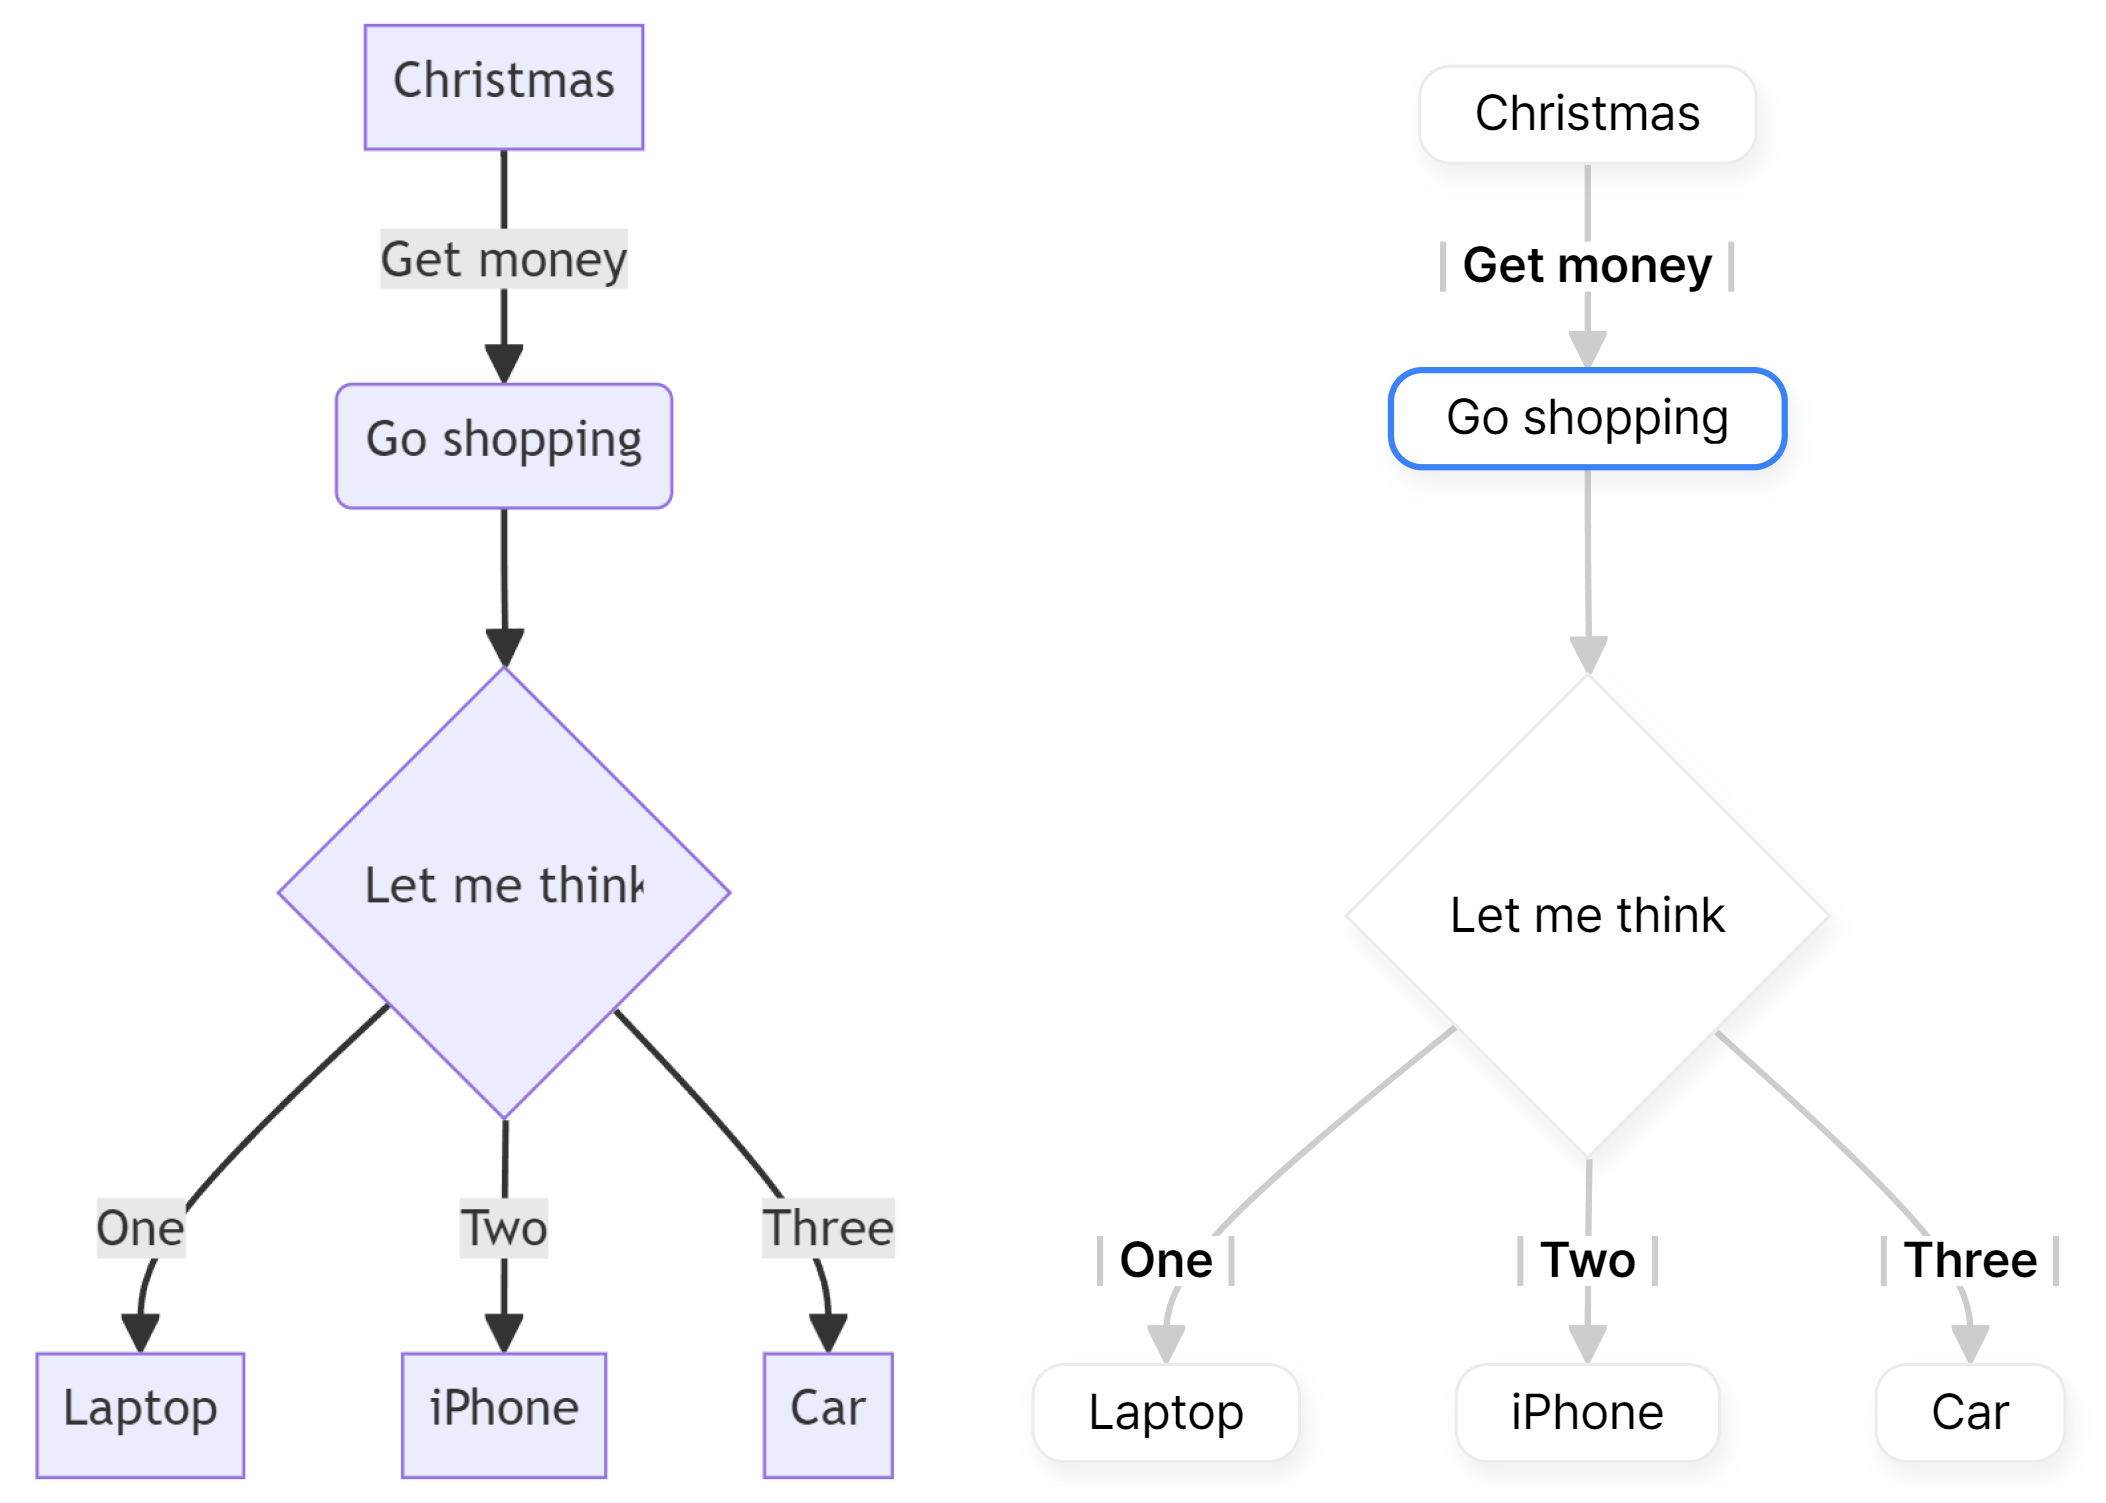 Christmas
Get money
Go shopping
Let me think
One
Two
Three
Laptop
iPhone
Car
Christmas
| Get money |
Go shopping
Let me think
| One |
| Two |
| Three |
Laptop
iPhone
Car